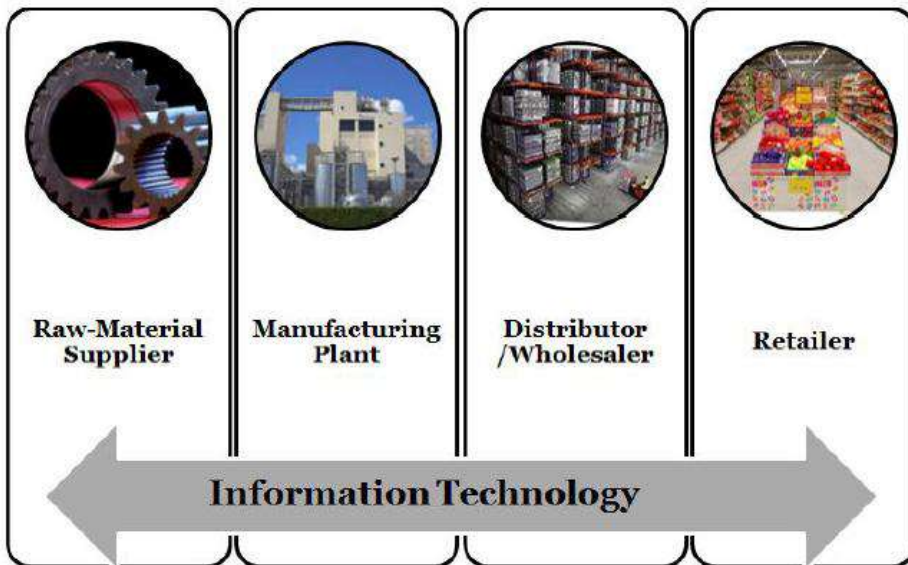 Raw-Material
Supplier
Manufacturing
Plant
Distributor
/Wholesaler
Retailer
Information Technology